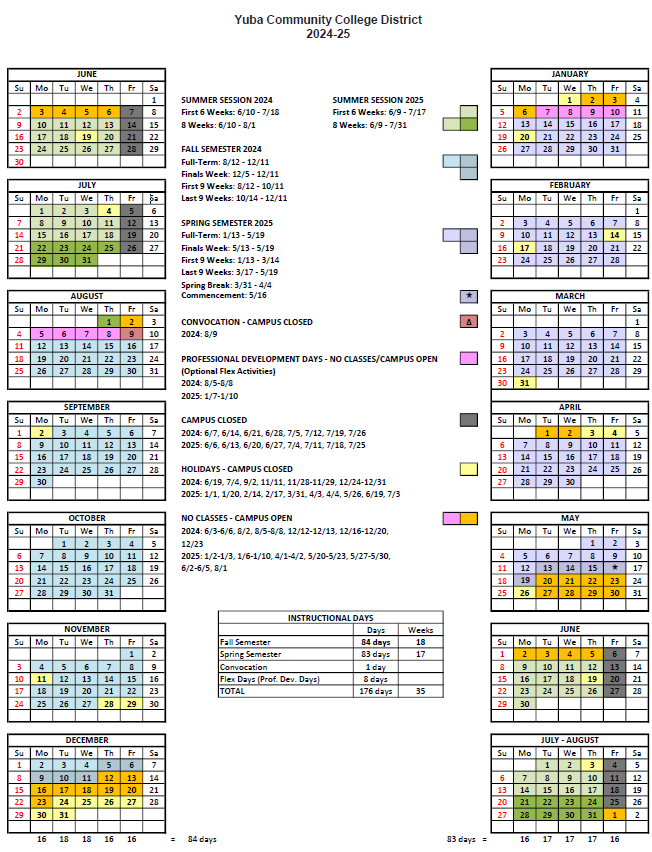 Yuba Community College District
2024-25
JUNE
Su Mo Tu We Th Fr Sa
1
2 3 4 5 6 7 8
9 10 11 12 13 14 15
16 17 18 19 20 21 22
23 24 25 26 27 28 29
30
JULY
Su Mo Tu We Th Fr Sa
1 2 3 4 5 6
7 8 9 10 11 12 13
14 15 16 17 18 19 20
21 22 23 24 25 26 27
28 29 30 31
AUGUST
Su Mo Tu We Th Fr Sa
1 2 3
4 5 6 7 8 9 10
11 12 13 14 15 16 17
18 19 20 21 22 23 24
25 26 27 28 29 30 31
SEPTEMBER
Su Mo Tu We Th Fr Sa
1 2 3 4 5 6 7
8 9 10 11 12 13 14
15 16 17 18 19 20 21
22 23 24 25 26 27 28
29 30
OCTOBER
Su Mo Tu We Th Fr Sa
1 2 3 4 5
6 7 8 9 10 11 12
13 14 15 16 17 18 19
20 21 22 23 24 25 26
27 28 29 30 31
NOVEMBER
Su Mo Tu We Th Fr Sa
1 2
3 4 5 6 7 8 9
10 11 12 13 14 15 16
17 18 19 20 21 22 23
24 25 26 27 28 29 30
DECEMBER
Su Mo Tu We Th Fr Sa
1 2 3 4 5 6 7
8 9 10 11 12 13 14
15 16 17 18 19 20 21
22 23 24 25 26 27 28
29 30 31
16 18 18 16 16 = 84 days
SUMMER SESSION 2024 SUMMER SESSION 2025
First 6 Weeks: 6/10 - 7/18 First 6 Weeks: 6/9 - 7/17
8 Weeks: 6/10 - 8/1 8 Weeks: 6/9 - 7/31
FALL SEMESTER 2024
Full-Term: 8/12 - 12/11
Finals Week: 12/5 - 12/11
First 9 Weeks: 8/12 - 10/11
Last 9 Weeks: 10/14 - 12/11
SPRING SEMESTER 2025
Full-Term: 1/13 - 5/19
Finals Week: 5/13 - 5/19
First 9 Weeks: 1/13 - 3/14
Last 9 Weeks: 3/17 - 5/19
Spring Break: 3/31 - 4/4
Commencement: 5/16 ★
CONVOCATION - CAMPUS CLOSED Δ
2024: 8/9
PROFESSIONAL DEVELOPMENT DAYS - NO CLASSES/CAMPUS OPEN
(Optional Flex Activities)
2024: 8/5-8/8
2025: 1/7-1/10
CAMPUS CLOSED
2024: 6/7, 6/14, 6/21, 6/28, 7/5, 7/12, 7/19, 7/26
2025: 6/6, 6/13, 6/20, 6/27, 7/4, 7/11, 7/18, 7/25
HOLIDAYS - CAMPUS CLOSED
2024: 6/19, 7/4, 9/2, 11/11, 11/28-11/29, 12/24-12/31
2025: 1/1, 1/20, 2/14, 2/17, 3/31, 4/3, 4/4, 5/26, 6/19, 7/3
NO CLASSES - CAMPUS OPEN
2024: 6/3-6/6, 8/2, 8/5-8/8, 12/12-12/13, 12/16-12/20,
12/23
2025: 1/2-1/3, 1/6-1/10, 4/1-4/2, 5/20-5/23, 5/27-5/30,
6/2-6/5, 8/1
INSTRUCTIONAL DAYS
Days Weeks
Fall Semester 84 days 18
Spring Semester 83 days 17
Convocation 1 day
Flex Days (Prof. Dev. Days) 8 days
TOTAL 176 days 35
JANUARY
Su Mo Tu We Th Fr Sa
1 2 3 4
5 6 7 8 9 10 11
12 13 14 15 16 17 18
19 20 21 22 23 24 25
26 27 28 29 30 31
FEBRUARY
Su Mo Tu We Th Fr Sa
1
2 3 4 5 6 7 8
9 10 11 12 13 14 15
16 17 18 19 20 21 22
23 24 25 26 27 28
MARCH
Su Mo Tu We Th Fr Sa
1
2 3 4 5 6 7 8
9 10 11 12 13 14 15
16 17 18 19 20 21 22
23 24 25 26 27 28 29
30 31
APRIL
Su Mo Tu We Th Fr Sa
1 2 3 4 5
6 7 8 9 10 11 12
13 14 15 16 17 18 19
20 21 22 23 24 25 26
27 28 29 30
MAY
Su Mo Tu We Th Fr Sa
1 2 3
4 5 6 7 8 9 10
11 12 13 14 15 ★ 17
18 19 20 21 22 23 24
25 26 27 28 29 30 31
JUNE
Su Mo Tu We Th Fr Sa
1 2 3 4 5 6 7
8 9 10 11 12 13 14
15 16 17 18 19 20 21
22 23 24 25 26 27 28
29 30
JULY - AUGUST
Su Mo Tu We Th Fr Sa
1 2 3 4 5
6 7 8 9 10 11 12
13 14 15 16 17 18 19
20 21 22 23 24 25 26
27 28 29 30 31 1 2
83 days = 16 17 17 17 16